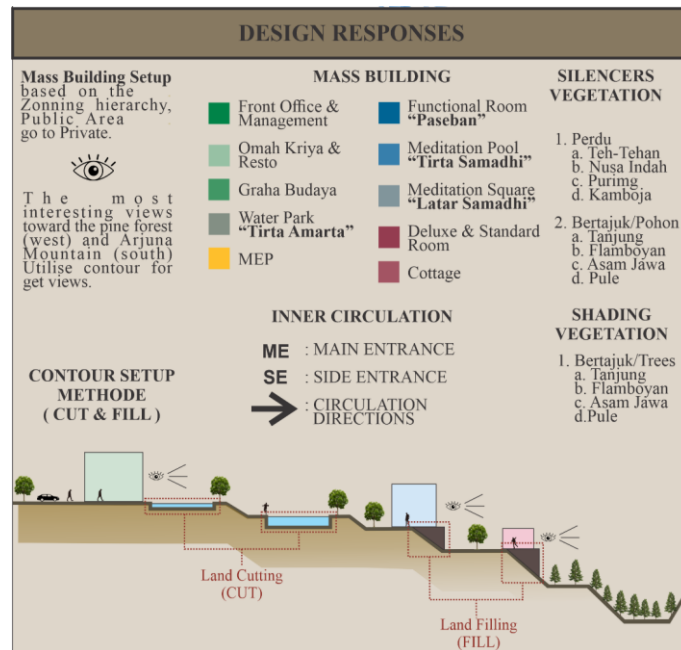 DESIGN RESPONSES
Mass Building Setup
based on the
Zonning hierarchy,
Public Area
go to Private.
The most
interesting views
toward the pine forest
(west) and Arjuna
Mountain (south)
Utilise contour for
get views.
MASS BUILDING
Front Office &
Management
Omah Kriya &
Resto
Graha Budaya
Water Park
“Tirta Amarta”
MEP
Functional Room
“Paseban”
Meditation Pool
“Tirta Samadhi”
Meditation Square
“Latar Samadhi”
Deluxe & Standard
Room
Cottage
SILENCERS
VEGETATION
1. Perdu
a. Teh-Tehan
b. Nusa Indah
c. Purimg
d. Kamboja
2. Bertajuk/Pohon
a. Tanjung
b. Flamboyan
c. Asam Jawa
d. Pule
SHADING
VEGETATION
1. Bertajuk/Trees
a. Tanjung
b. Flamboyan
c. Asam Jawa
d.Pule
INNER CIRCULATION
ME : MAIN ENTRANCE
SE : SIDE ENTRANCE
: CIRCULATION
DIRECTIONS
CONTOUR SETUP
METHODE
( CUT & FILL )
Land Cutting
(CUT)
Land Filling
(FILL)